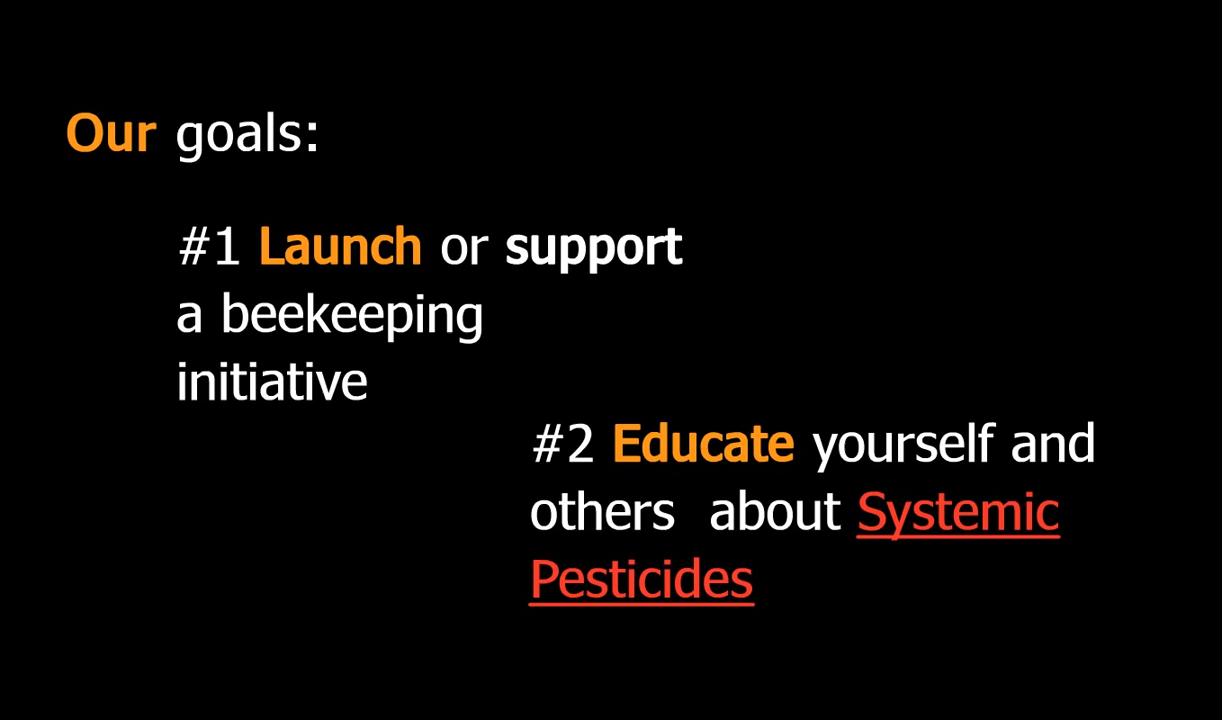 Our goals:
#1 Launch or support
a beekeeping
initiative
#2 Educate yourself and
others about Systemic
Pesticides